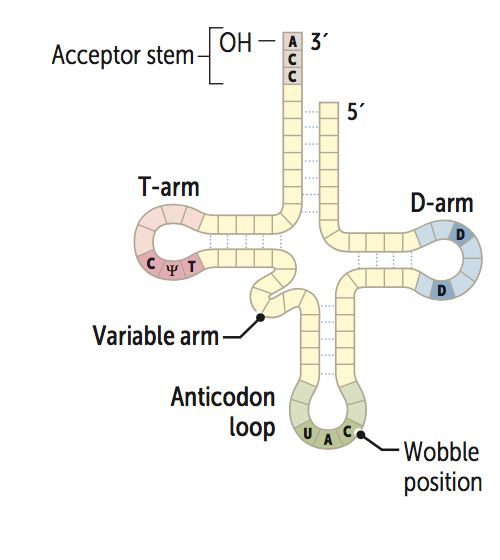 Acceptor stem
OH
A
3′
C
C
5′
T-arm
D-arm
D
C
Ψ
T
D
Variable arm
Anticodon
loop
U
A
C
Wobble
position